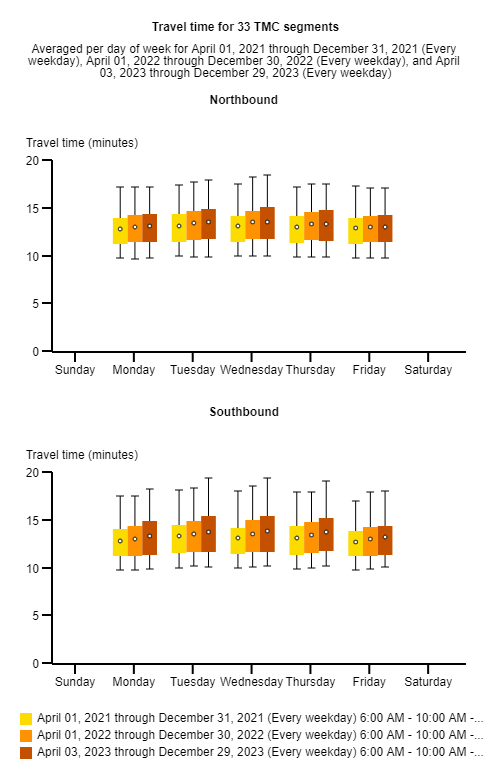 Travel time for 33 TMC segments
Averaged per day of week for April 01, 2021 through December 31, 2021 (Every
weekday), April 01, 2022 through December 30, 2022 (Every weekday), and April
03, 2023 through December 29, 2023 (Every weekday)
Northbound
Travel time (minutes)
20
15
10
5
0
Sunday Monday Tuesday Wednesday Thursday Friday Saturday
Southbound
Travel time (minutes)
20
15
10
5
0
Sunday Monday Tuesday Wednesday Thursday Friday Saturday
April 01, 2021 through December 31, 2021 (Every weekday) 6:00 AM - 10:00 AM -...
April 01, 2022 through December 30, 2022 (Every weekday) 6:00 AM - 10:00 AM -...
April 03, 2023 through December 29, 2023 (Every weekday) 6:00 AM - 10:00 AM -...